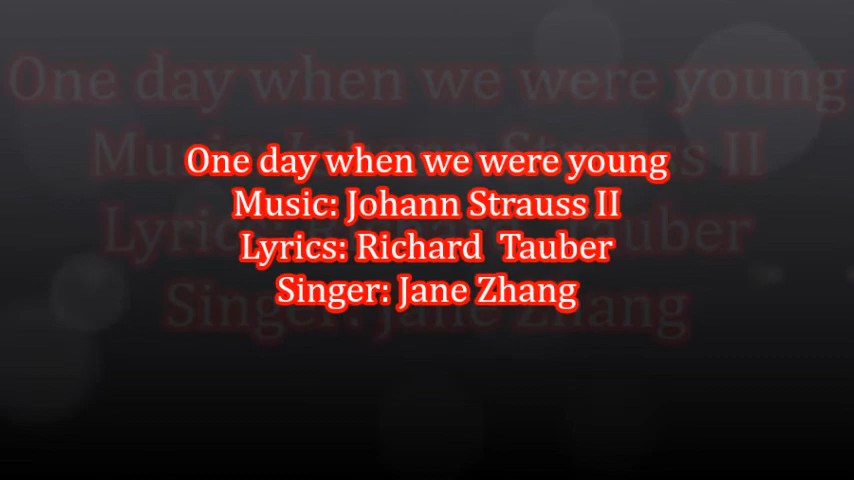 One day when we were young
Music: Johann Strauss II
Lyrics: Richard  Tauber
Singer: Jane Zhang